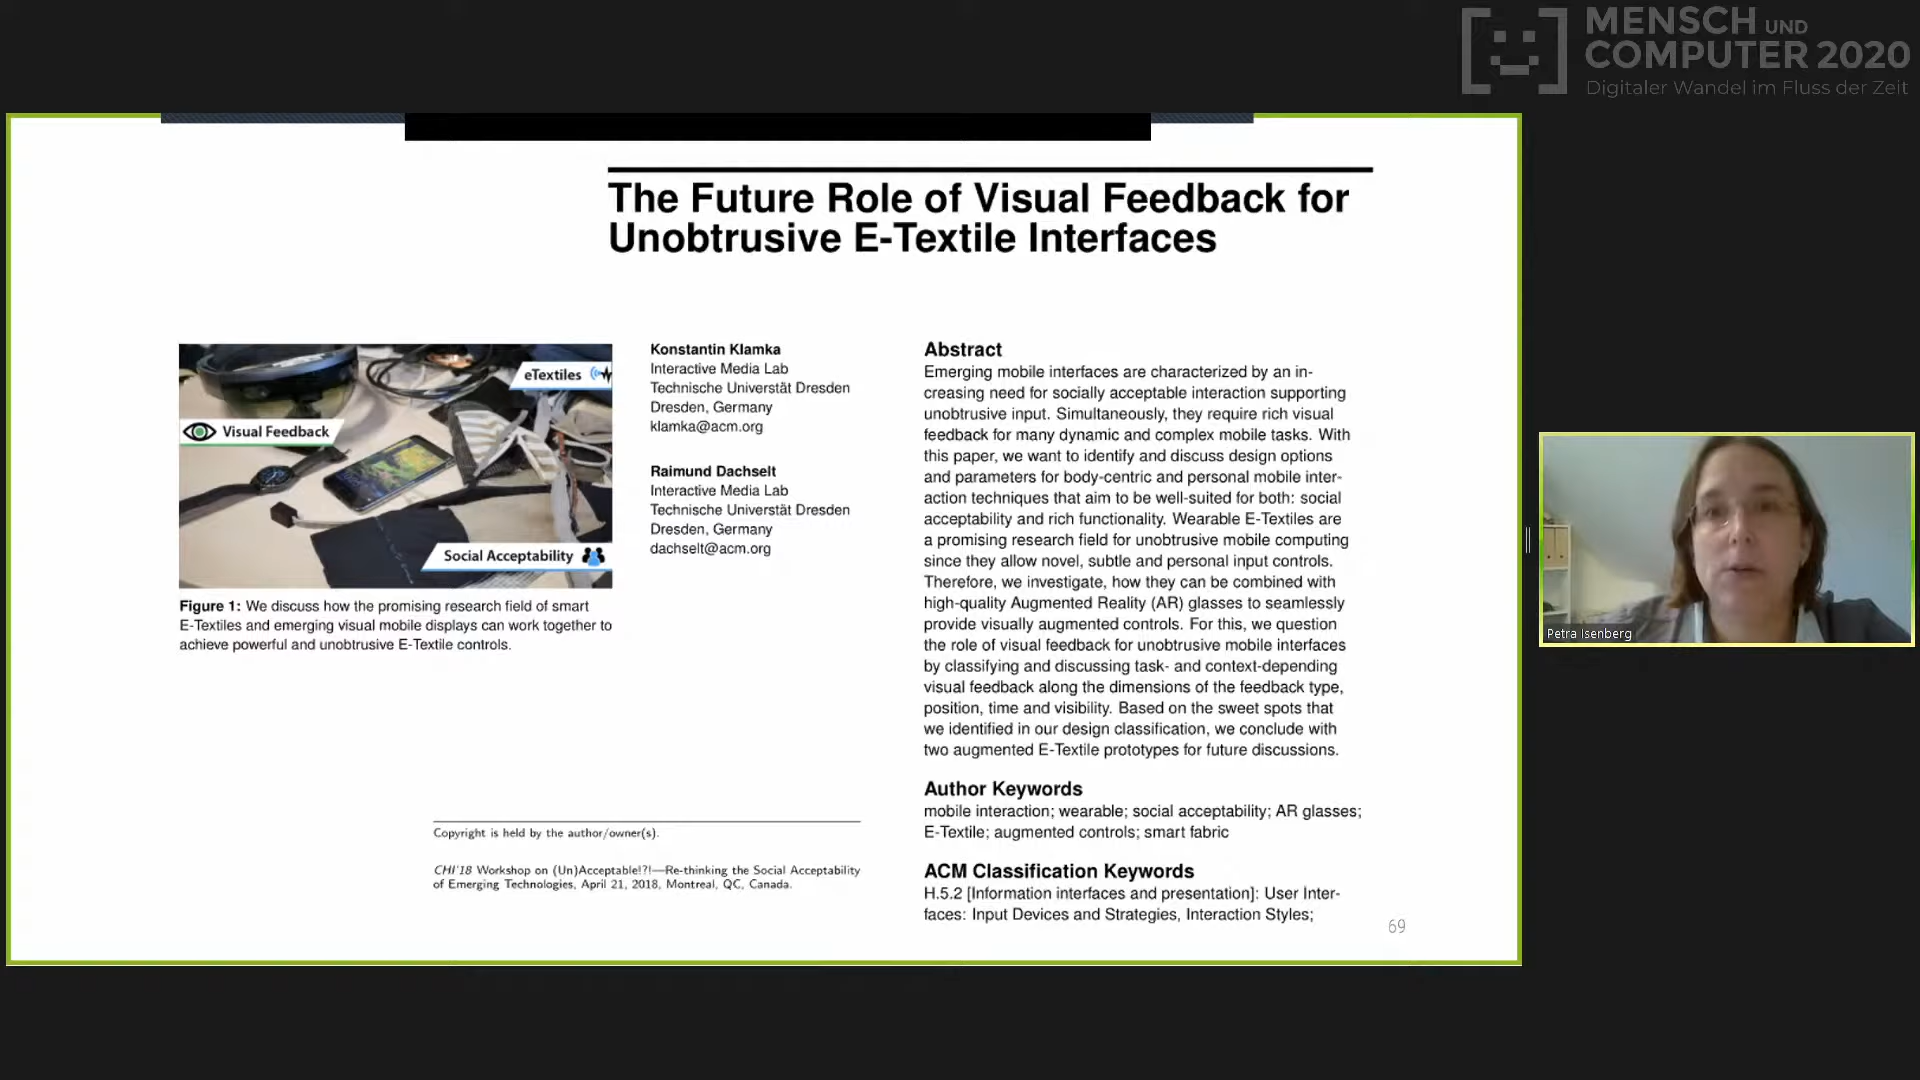 MENSCH UND
COMPUTER 2020
Digitaler Wandel im Fluss der Zeit
The Future Role of Visual Feedback for
Unobtrusive E-Textile Interfaces
eTextiles
Visual Feedback
Social Acceptability
Figure 1: We discuss how the promising research field of smart
E-Textiles and emerging visual mobile displays can work together to
achieve powerful and unobtrusive E-Textile controls.
Konstantin Klamka
Interactive Media Lab
Technische Universtät Dresden
Dresden, Germany
klamka@acm.org
Raimund Dachselt
Interactive Media Lab
Technische Universtät Dresden
Dresden, Germany
dachselt@acm.org
Copyright is held by the author/owner(s).
CHI'18 Workshop on (Un)Acceptable!?!—Re-thinking the Social Acceptability
of Emerging Technologies, April 21, 2018, Montreal, QC, Canada.
Abstract
Emerging mobile interfaces are characterized by an in-
creasing need for socially acceptable interaction supporting
unobtrusive input. Simultaneously, they require rich visual
feedback for many dynamic and complex mobile tasks. With
this paper, we want to identify and discuss design options
and parameters for body-centric and personal mobile inter-
action techniques that aim to be well-suited for both: social
acceptability and rich functionality. Wearable E-Textiles are
a promising research field for unobtrusive mobile computing
since they allow novel, subtle and personal input controls.
Therefore, we investigate, how they can be combined with
high-quality Augmented Reality (AR) glasses to seamlessly
provide visually augmented controls. For this, we question
the role of visual feedback for unobtrusive mobile interfaces
by classifying and discussing task- and context-depending
visual feedback along the dimensions of the feedback type,
position, time and visibility. Based on the sweet spots that
we identified in our design classification, we conclude with
two augmented E-Textile prototypes for future discussions.
Author Keywords
mobile interaction; wearable; social acceptability; AR glasses;
E-Textile; augmented controls; smart fabric
ACM Classification Keywords
H.5.2 [Information interfaces and presentation]: User Inter-
faces: Input Devices and Strategies, Interaction Styles;
69
Petra Isenberg